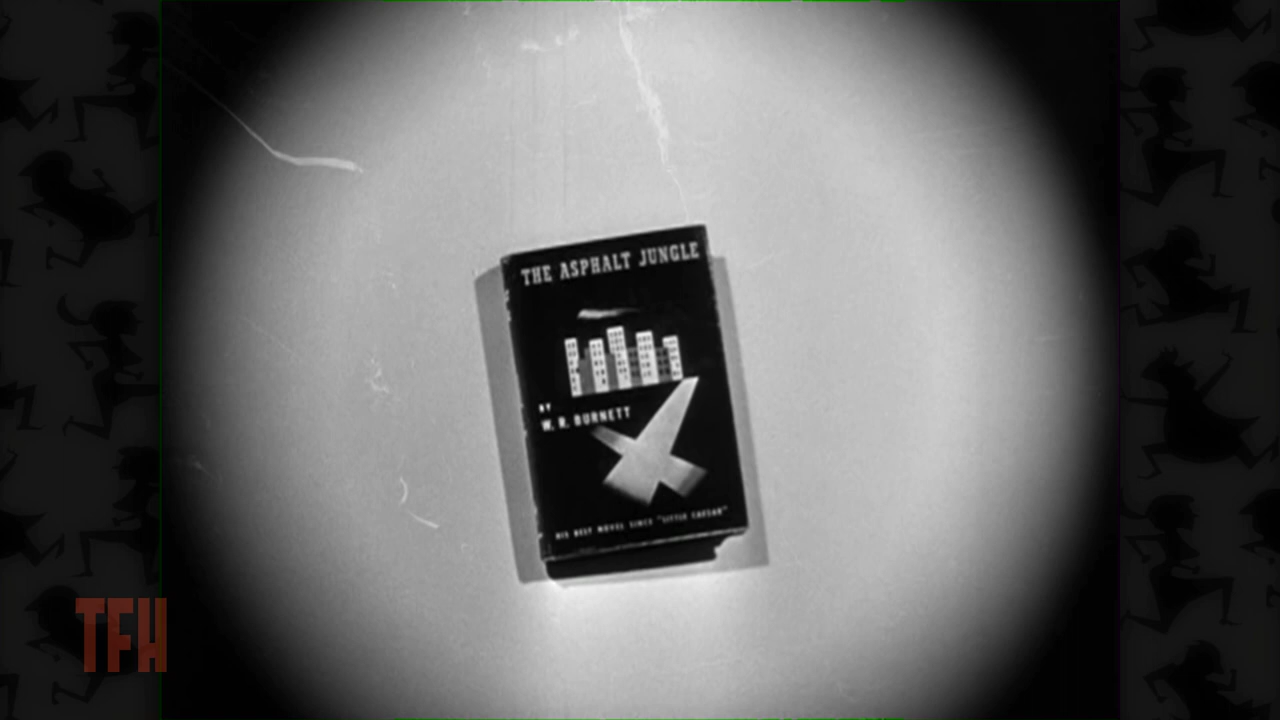 THE ASPHALT JUNGLE
BY
W. R. BURNETT
HIS BEST NOVEL SINCE "LITTLE CAESAR"
TFH